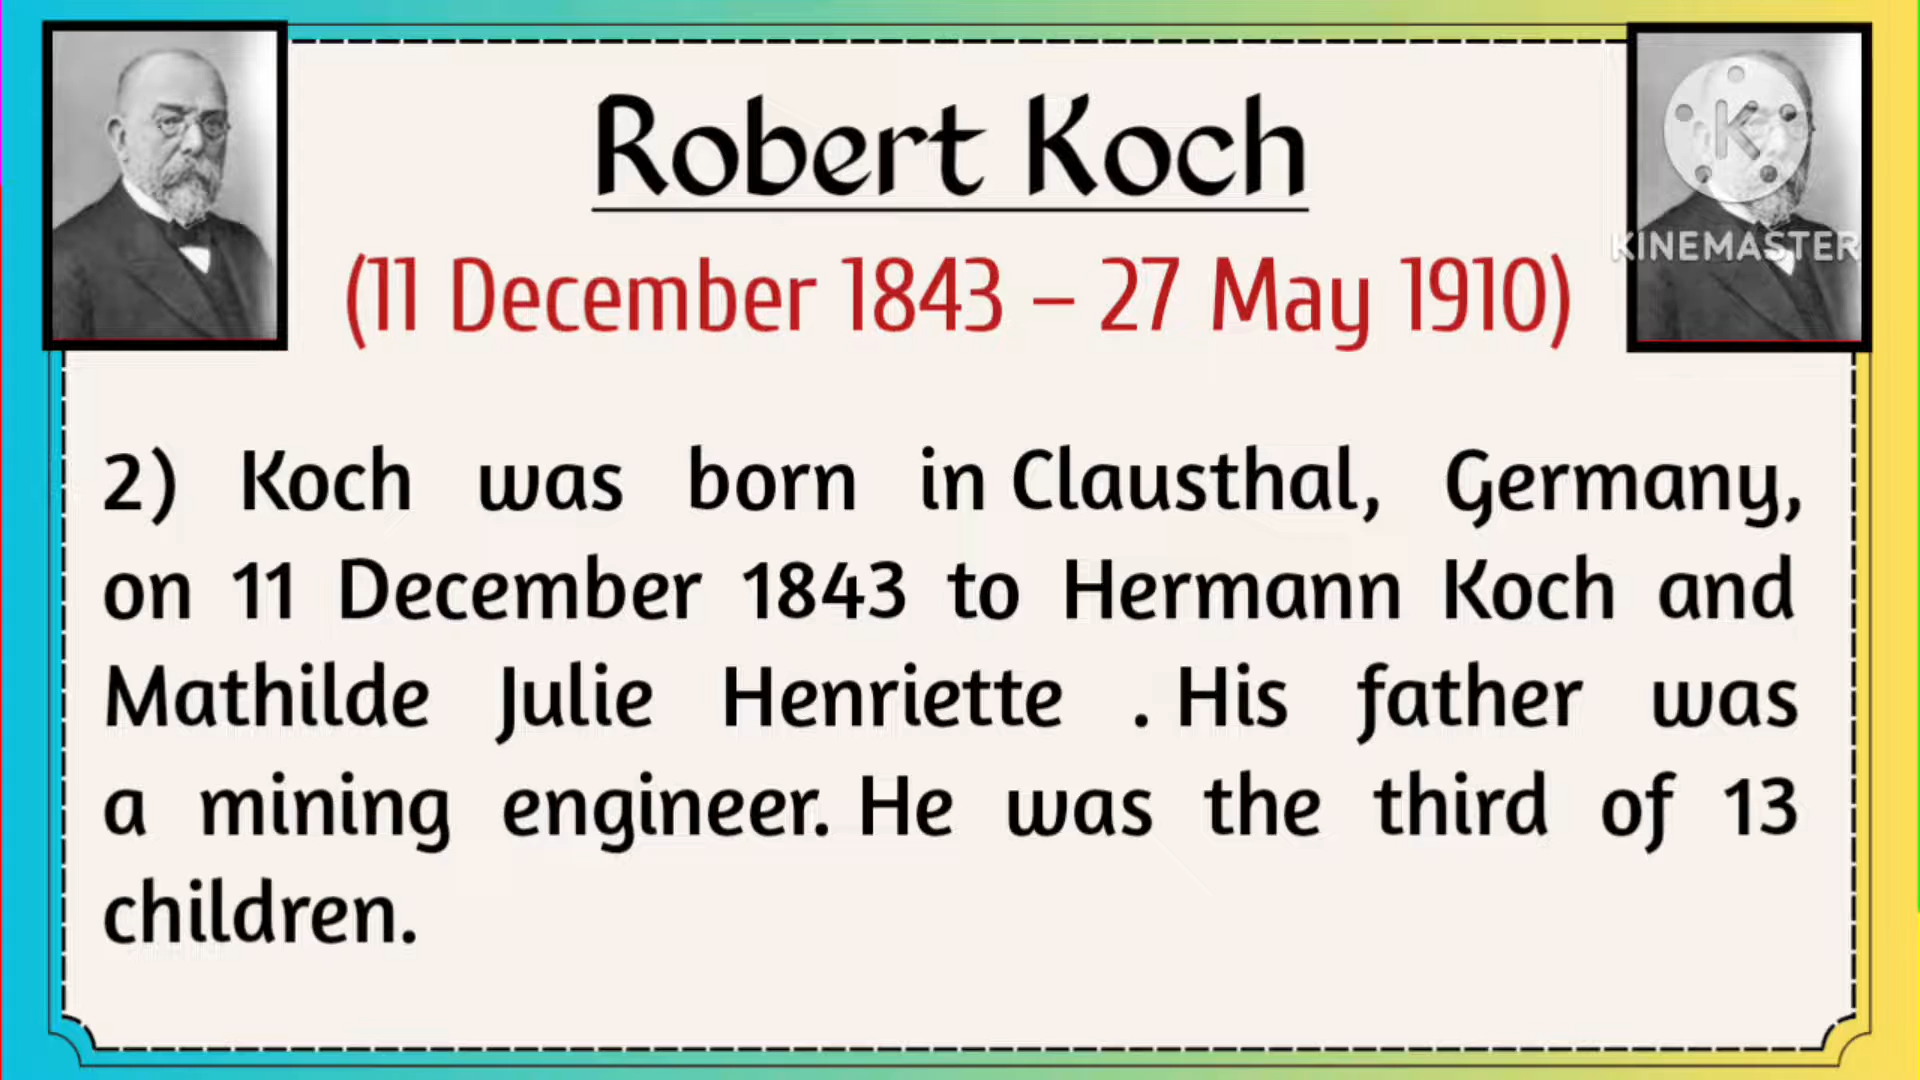 Robert Koch
(11 December 1843 – 27 May 1910)
KINEMASTER
2) Koch was born in Clausthal, Germany,
on 11 December 1843 to Hermann Koch and
Mathilde Julie Henriette . His father was
a mining engineer. He was the third of 13
children.